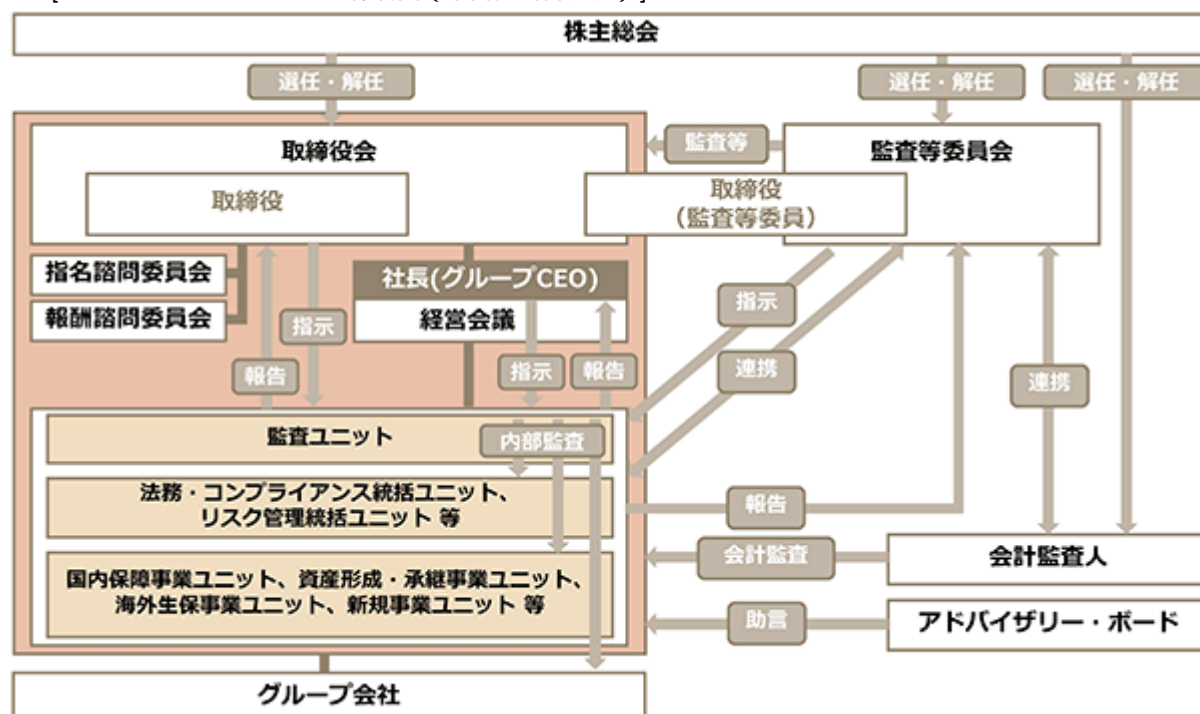 株主総会
選任・解任
選任・解任
選任・解任
取締役会
監査等
監査等委員会
取締役
取締役
（監査等委員）
指名諮問委員会
報酬諮問委員会
社長(グループCEO)
経営会議
指示
報告
指示
報告
指示
連携
連携
監査ユニット
内部監査
法務・コンプライアンス統括ユニット、
リスク管理統括ユニット 等
報告
国内保障事業ユニット、資産形成・承継事業ユニット、
海外生保事業ユニット、新規事業ユニット 等
会計監査
会計監査人
助言
アドバイザリー・ボード
グループ会社